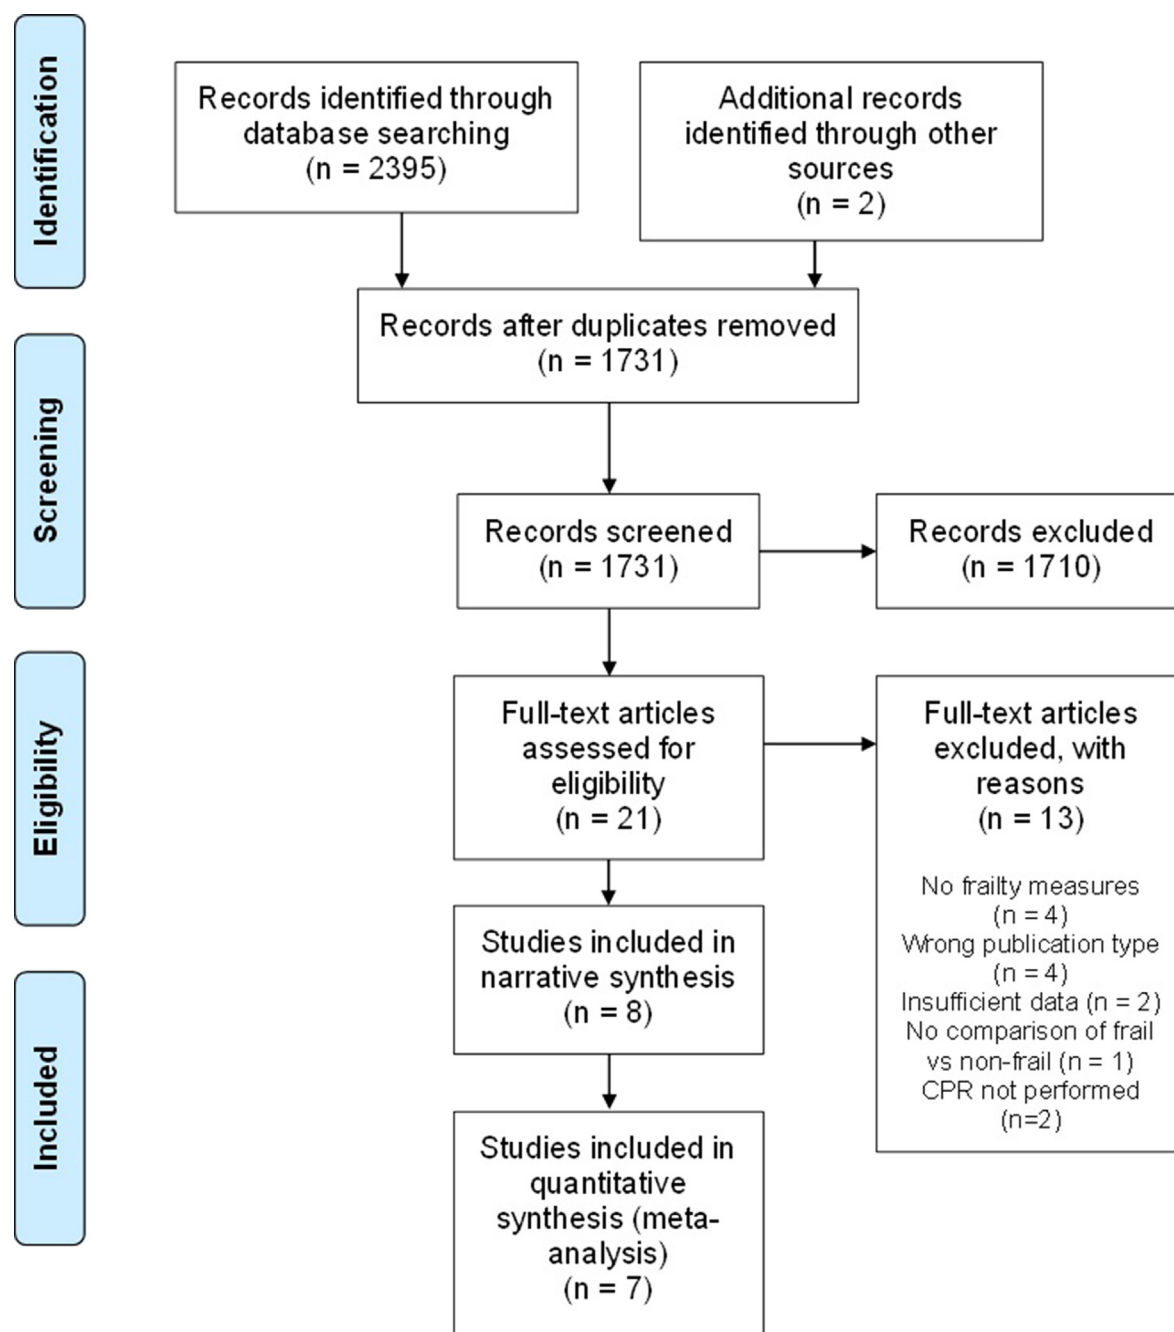 Identification
Records identified through
database searching
(n = 2395)
Additional records
identified through other
sources
(n = 2)
Records after duplicates removed
(n = 1731)
Screening
Records screened
(n = 1731)
Records excluded
(n = 1710)
Eligibility
Full-text articles
assessed for
eligibility
(n = 21)
Full-text articles
excluded, with
reasons
(n = 13)
No frailty measures
(n = 4)
Wrong publication type
(n = 4)
Insufficient data (n = 2)
No comparison of frail
vs non-frail (n = 1)
CPR not performed
(n=2)
Studies included in
narrative synthesis
(n = 8)
Included
Studies included in
quantitative
synthesis (meta-
analysis)
(n = 7)